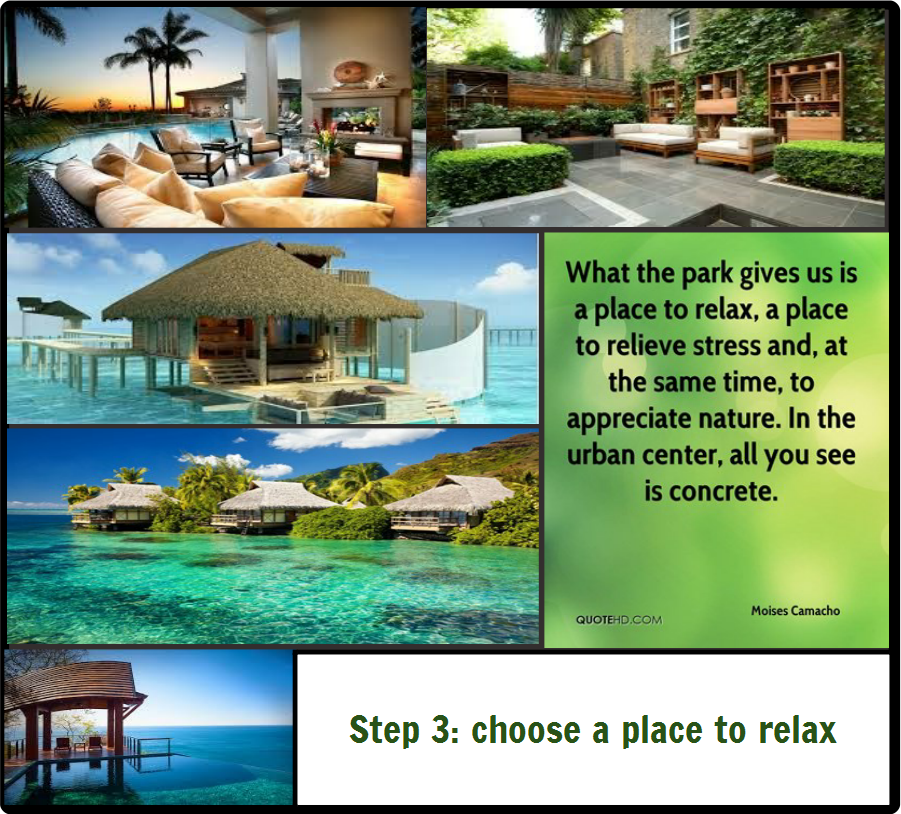 What the park gives us is
a place to relax, a place
to relieve stress and, at
the same time, to
appreciate nature. In the
urban center, all you see
is concrete.
Moises Camacho
QUOTEHD.COM
Step 3: choose a place to relax